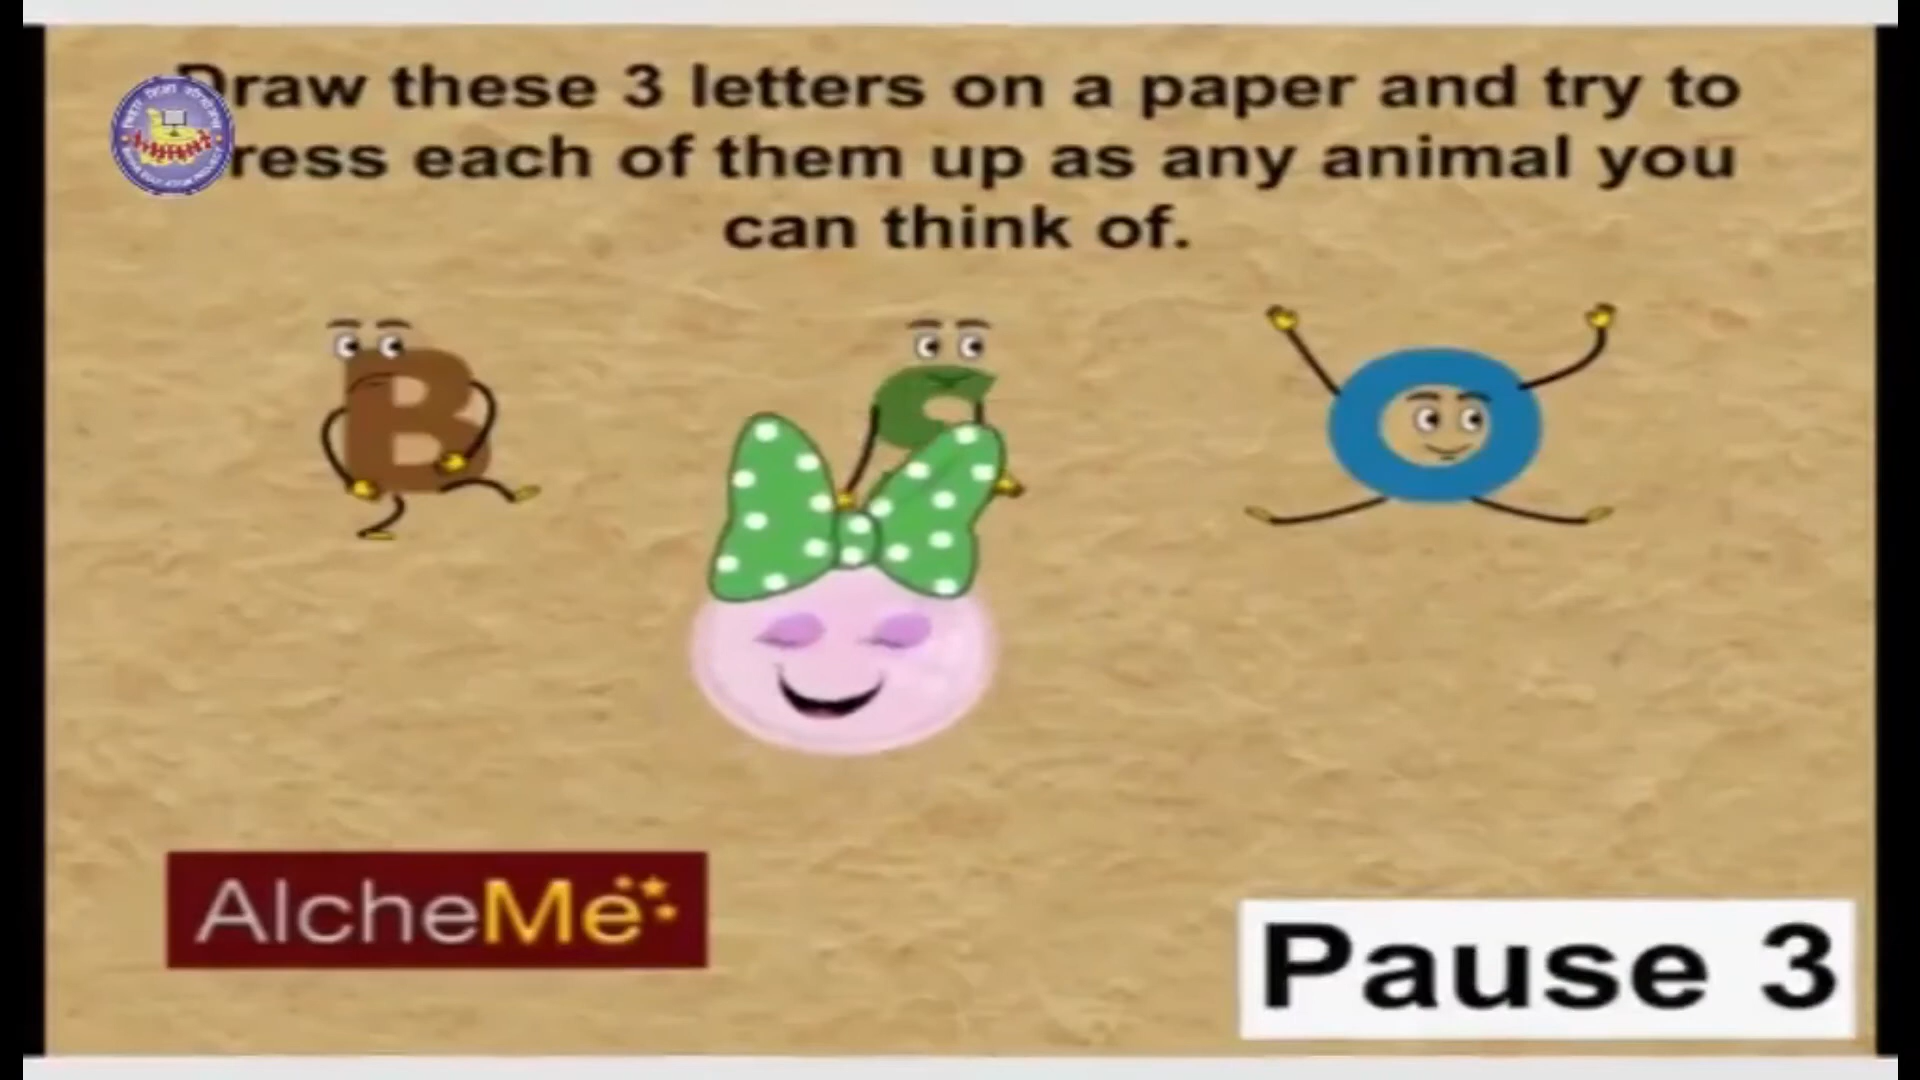 Draw these 3 letters on a paper and try to
ress each of them up as any animal you
can think of.
B
O
AlcheMe
Pause 3